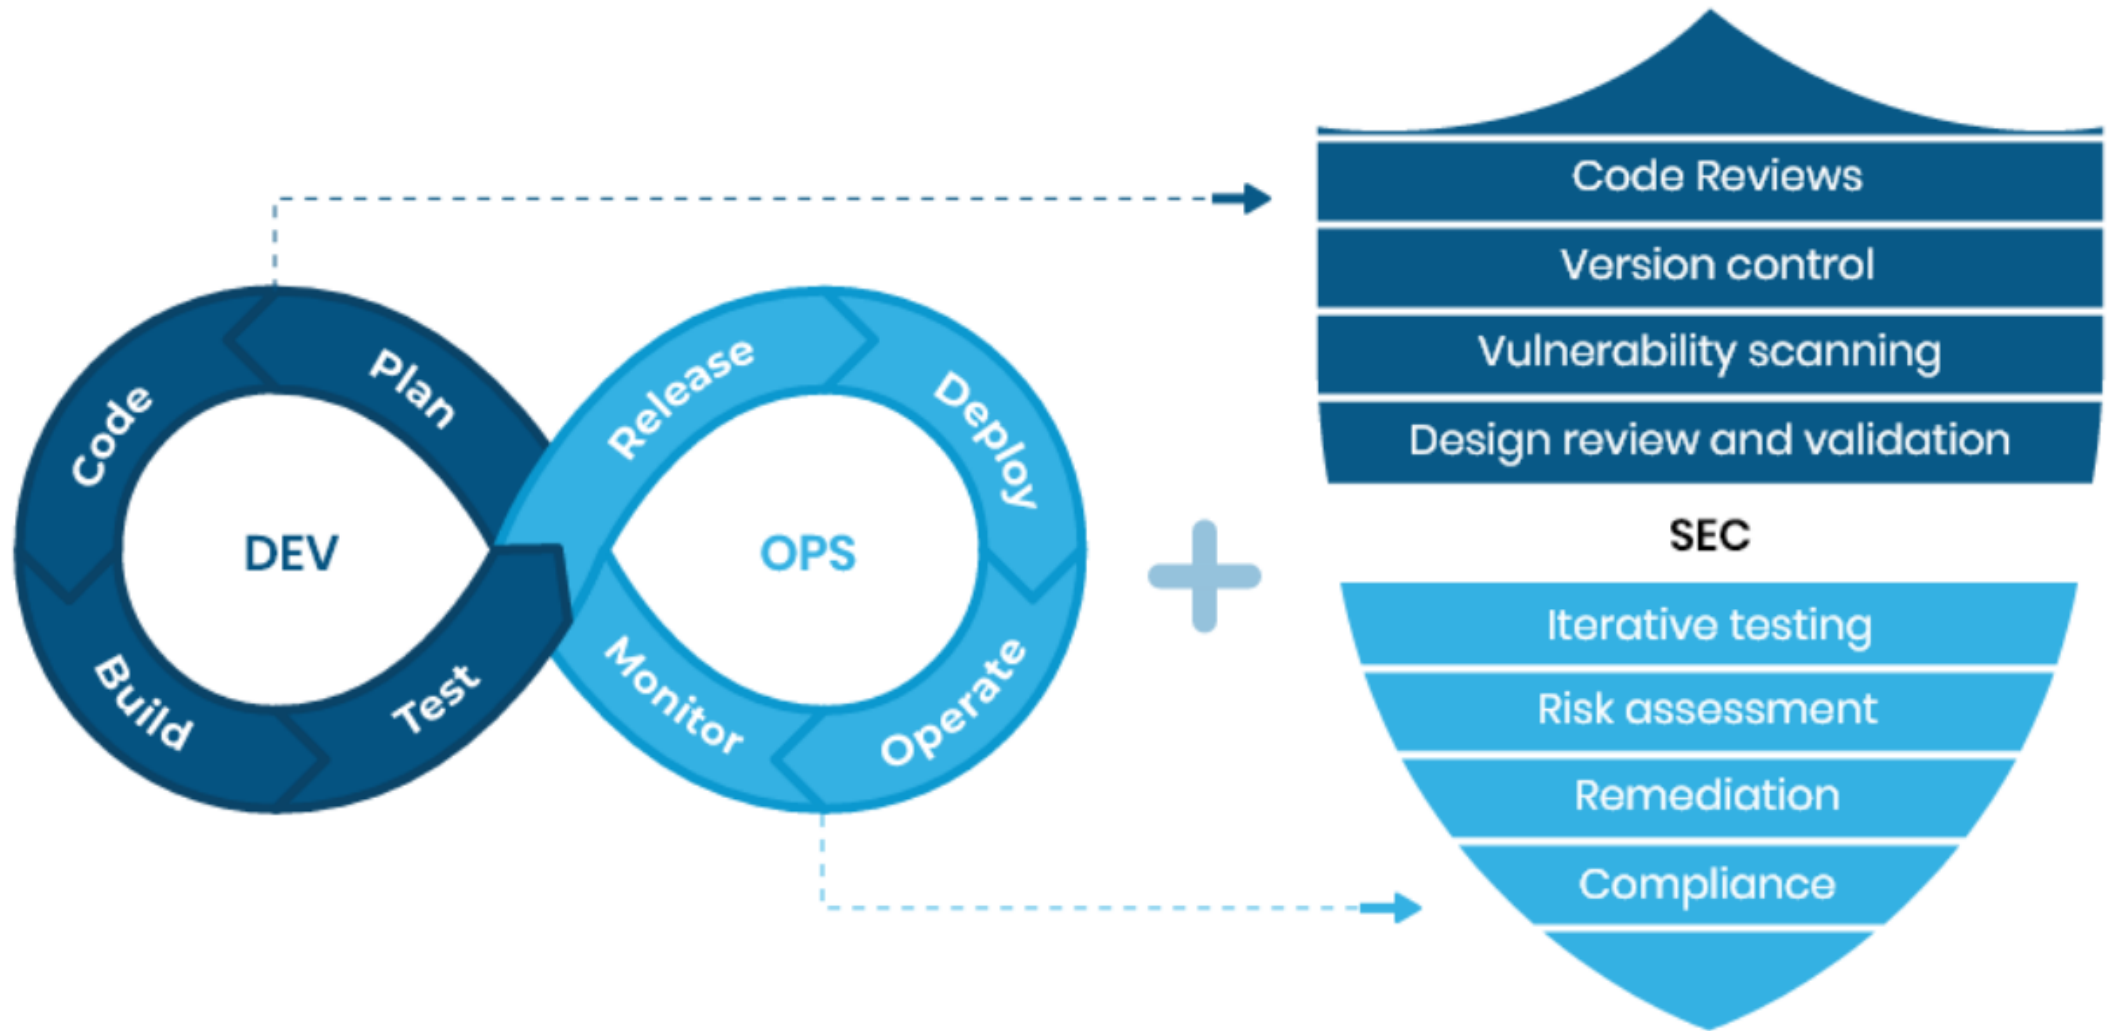 Code
Plan
Build
Test
DEV
Release
Deploy
Monitor
Operate
OPS
Code Reviews
Version control
Vulnerability scanning
Design review and validation
SEC
Iterative testing
Risk assessment
Remediation
Compliance